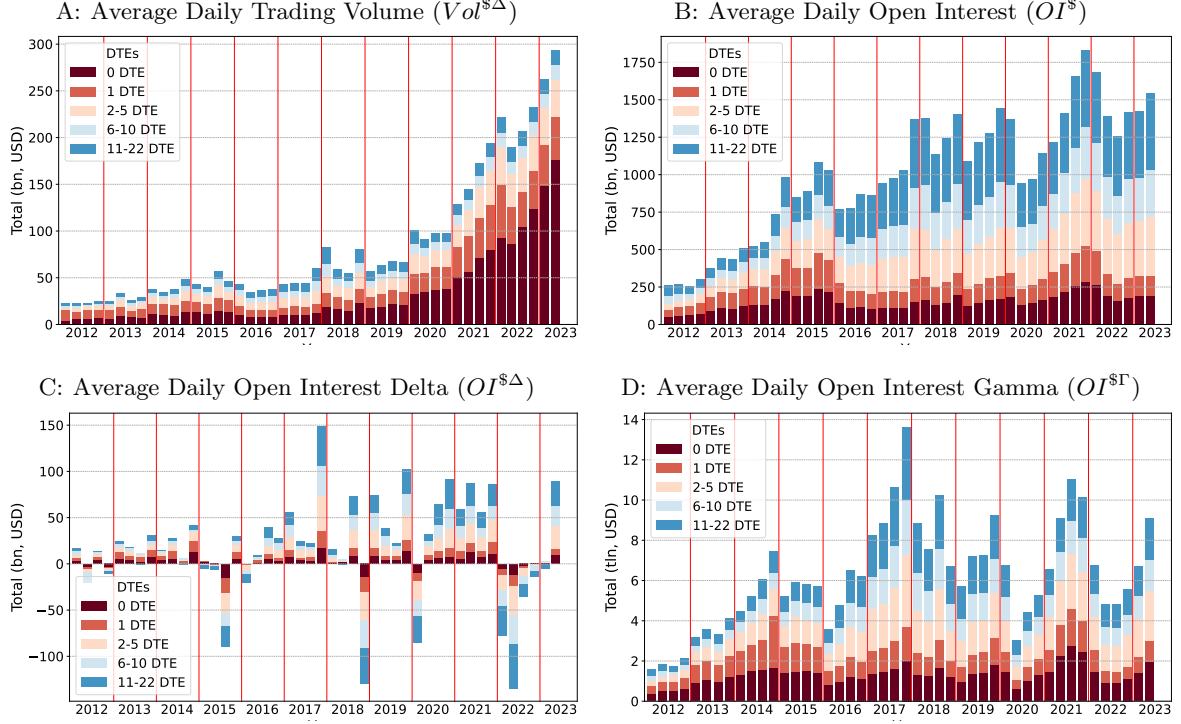 A: Average Daily Trading Volume (Vol^{$Δ})
Total (bn, USD)
300
250
200
150
100
50
0
DTEs
0 DTE
1 DTE
2-5 DTE
6-10 DTE
11-22 DTE
2012 2013 2014 2015 2016 2017 2018 2019 2020 2021 2022 2023
B: Average Daily Open Interest (OI^{$})
Total (bn, USD)
1750
1500
1250
1000
750
500
250
0
DTEs
0 DTE
1 DTE
2-5 DTE
6-10 DTE
11-22 DTE
2012 2013 2014 2015 2016 2017 2018 2019 2020 2021 2022 2023
C: Average Daily Open Interest Delta (OI^{$Δ})
Total (bn, USD)
150
100
50
0
−50
−100
DTEs
0 DTE
1 DTE
2-5 DTE
6-10 DTE
11-22 DTE
2012 2013 2014 2015 2016 2017 2018 2019 2020 2021 2022 2023
D: Average Daily Open Interest Gamma (OI^{$Γ})
Total (tln, USD)
14
12
10
8
6
4
2
0
DTEs
0 DTE
1 DTE
2-5 DTE
6-10 DTE
11-22 DTE
2012 2013 2014 2015 2016 2017 2018 2019 2020 2021 2022 2023